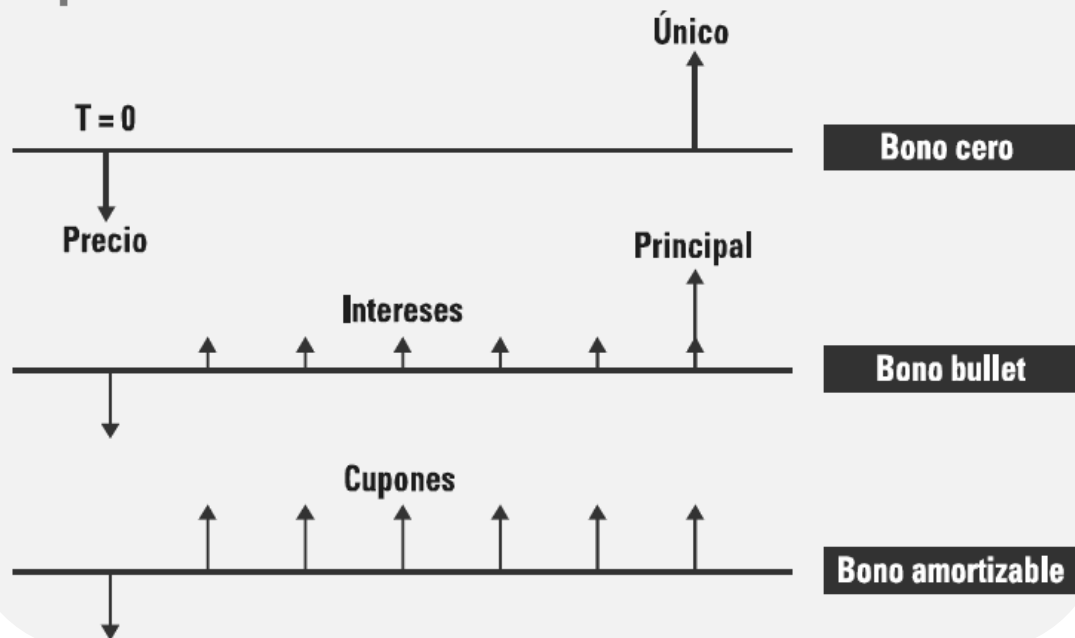 Único
T = 0
Bono cero
Precio
Principal
Intereses
Bono bullet
Cupones
Bono amortizable